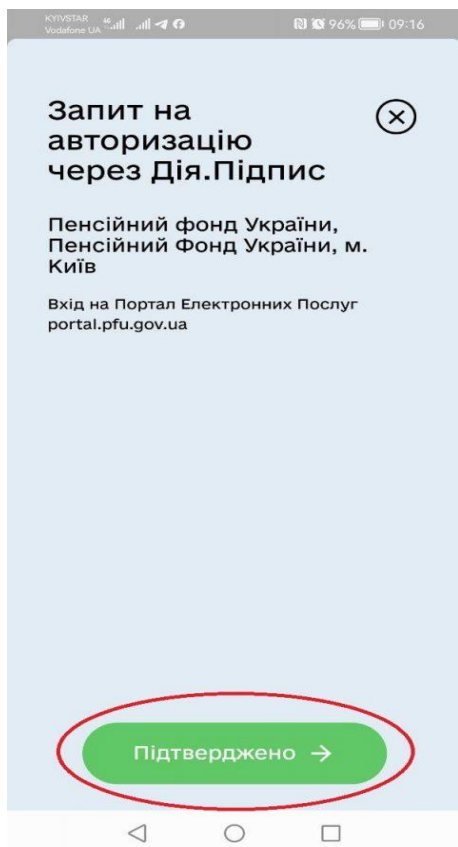 KYIVSTAR
Vodafone UA
96% 09:16
Запит на
авторизацію
через Дія.Підпис
Пенсійний фонд України,
Пенсійний Фонд України, м.
Київ
Вхід на Портал Електронних Послуг
portal.pfu.gov.ua
Підтверджено →